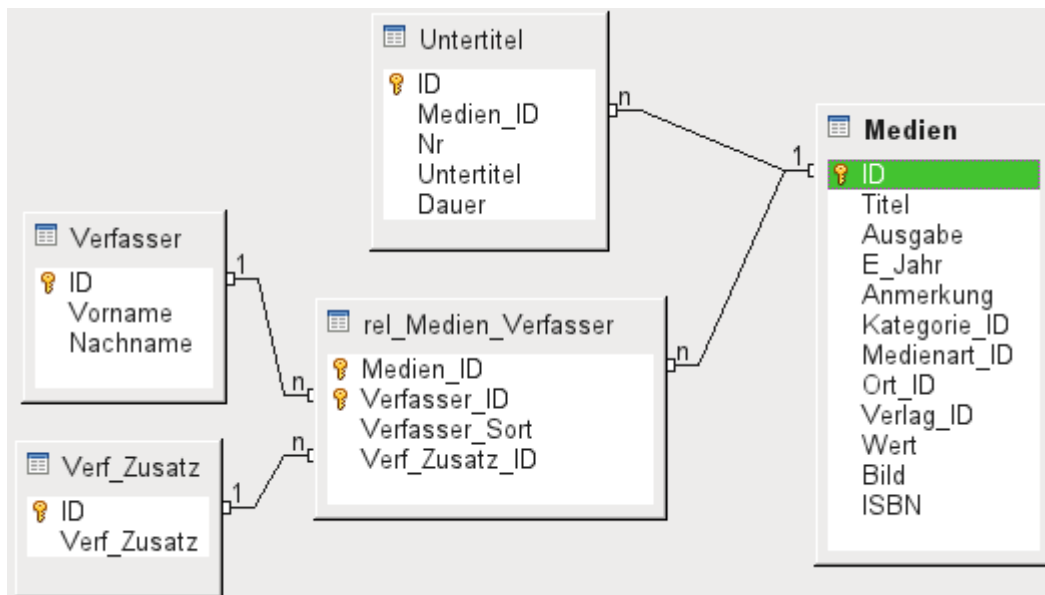 Untertitel
ID
Medien_ID
Nr
Untertitel
Dauer
n
1
Medien
ID
Titel
Ausgabe
E_Jahr
Anmerkung
Kategorie_ID
Medienart_ID
Ort_ID
Verlag_ID
Wert
Bild
ISBN
Verfasser
ID
Vorname
Nachname
1
n
rel_Medien_Verfasser
Medien_ID
Verfasser_ID
Verfasser_Sort
Verf_Zusatz_ID
n
n
Verf_Zusatz
ID
Verf_Zusatz
1